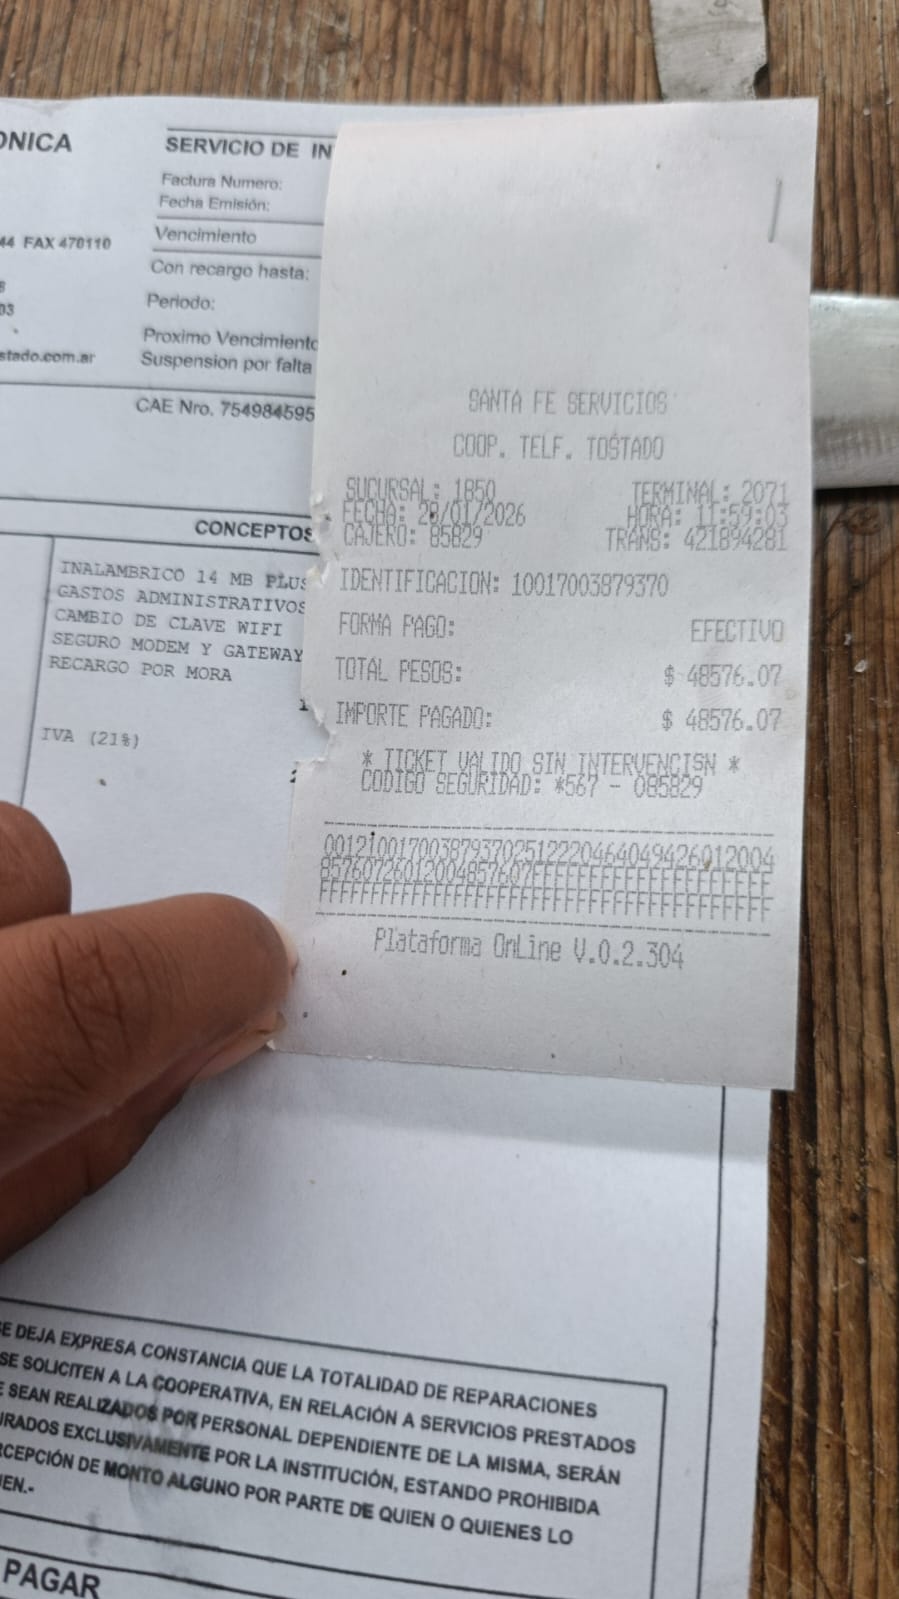 ONICA
SERVICIO DE IN
Factura Numero:
Fecha Emisión:
44 FAX 470110
Vencimiento
Con recargo hasta:
03
Periodo:
stado.com.ar
Proximo Vencimiento
Suspension por falta
CAE Nro. 754984595
CONCEPTOS
INALAMBRICO 14 MB PLUS
GASTOS ADMINISTRATIVOS
CAMBIO DE CLAVE WIFI
SEGURO MODEM Y GATEWAY
RECARGO POR MORA
IVA (21%)
SANTA FE SERVICIOS
COOP. TELF. TOSTADO
SUCURSAL: 1850 TERMINAL: 2071
FECHA: 20/01/2026 HORA: 11:59:03
CAJERO: 85829 TRANS: 421894281
IDENTIFICACION: 10017003879370
FORMA PAGO: EFECTIVO
TOTAL PESOS: $ 48576.07
IMPORTE PAGADO: $ 48576.07
* TICKET VALIDO SIN INTERVENCISN *
CODIGO SEGURIDAD: *567 - 085829
0012100170038793702512220464049426012004
85760726012004857607FFFFFFFFFFFFFFFFFFFF
FFFFFFFFFFFFFFFFFFFFFFFFFFFFFFFFFFFFFFFF
Plataforma OnLine V.0.2.304
SE DEJA EXPRESA CONSTANCIA QUE LA TOTALIDAD DE REPARACIONES
SE SOLICITEN A LA COOPERATIVA, EN RELACIÓN A SERVICIOS PRESTADOS
E SEAN REALIZADOS POR PERSONAL DEPENDIENTE DE LA MISMA, SERÁN
URADOS EXCLUSIVAMENTE POR LA INSTITUCIÓN, ESTANDO PROHIBIDA
RCEPCIÓN DE MONTO ALGUNO POR PARTE DE QUIEN O QUIENES LO
IEN.-
PAGAR